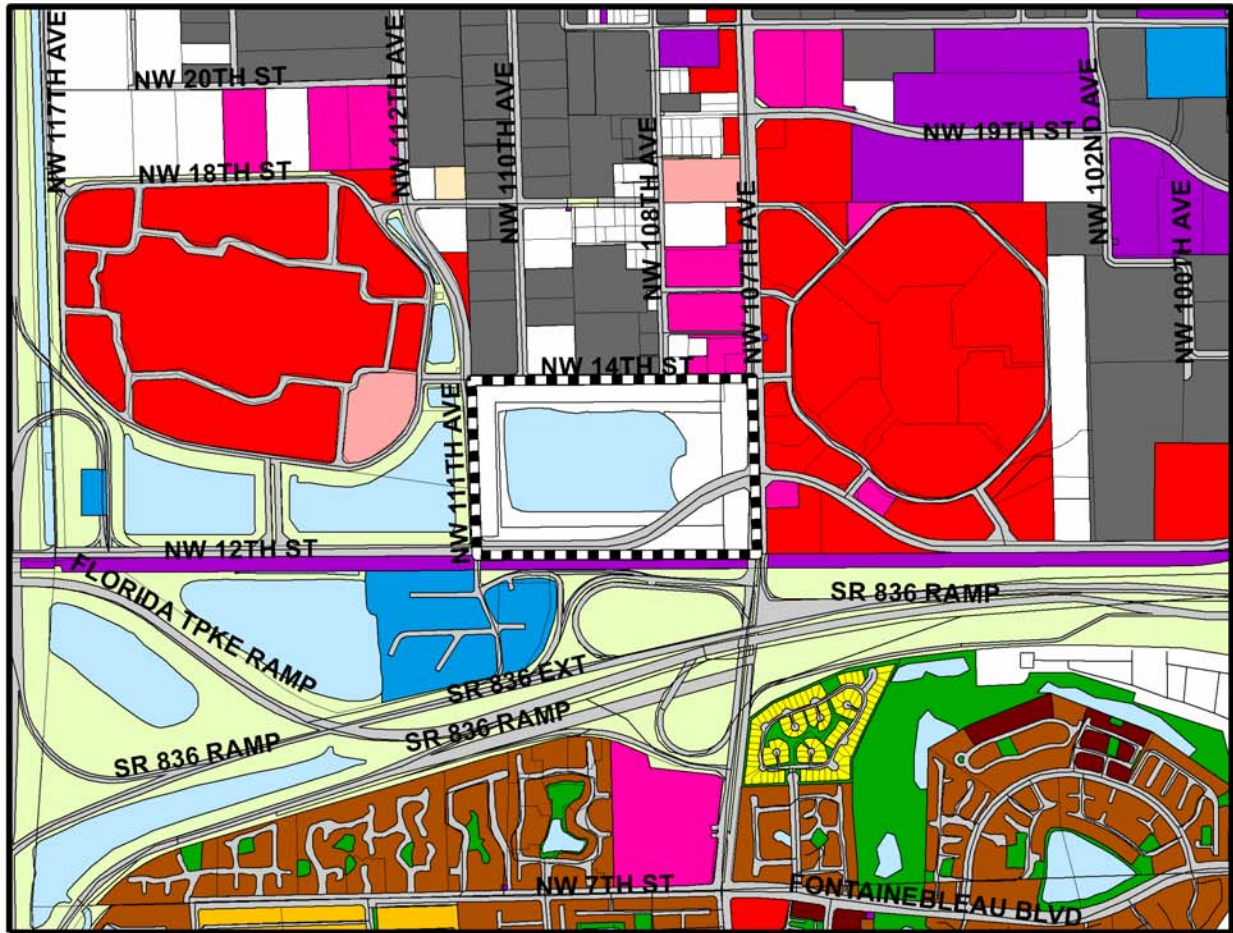 NW 20TH ST
NW 117TH AVE
NW 112TH AVE
NW 110TH AVE
NW 108TH AVE
NW 107TH AVE
NW 19TH ST
NW 102ND AVE
NW 100TH AVE
NW 18TH ST
NW 14TH ST
NW 111TH AVE
NW 12TH ST
FLORIDA TPKE RAMP
SR 836 RAMP
SR 836 EXT
SR 836 RAMP
SR 836 RAMP
NW 7TH ST
FONTAINEBLEAU BLVD